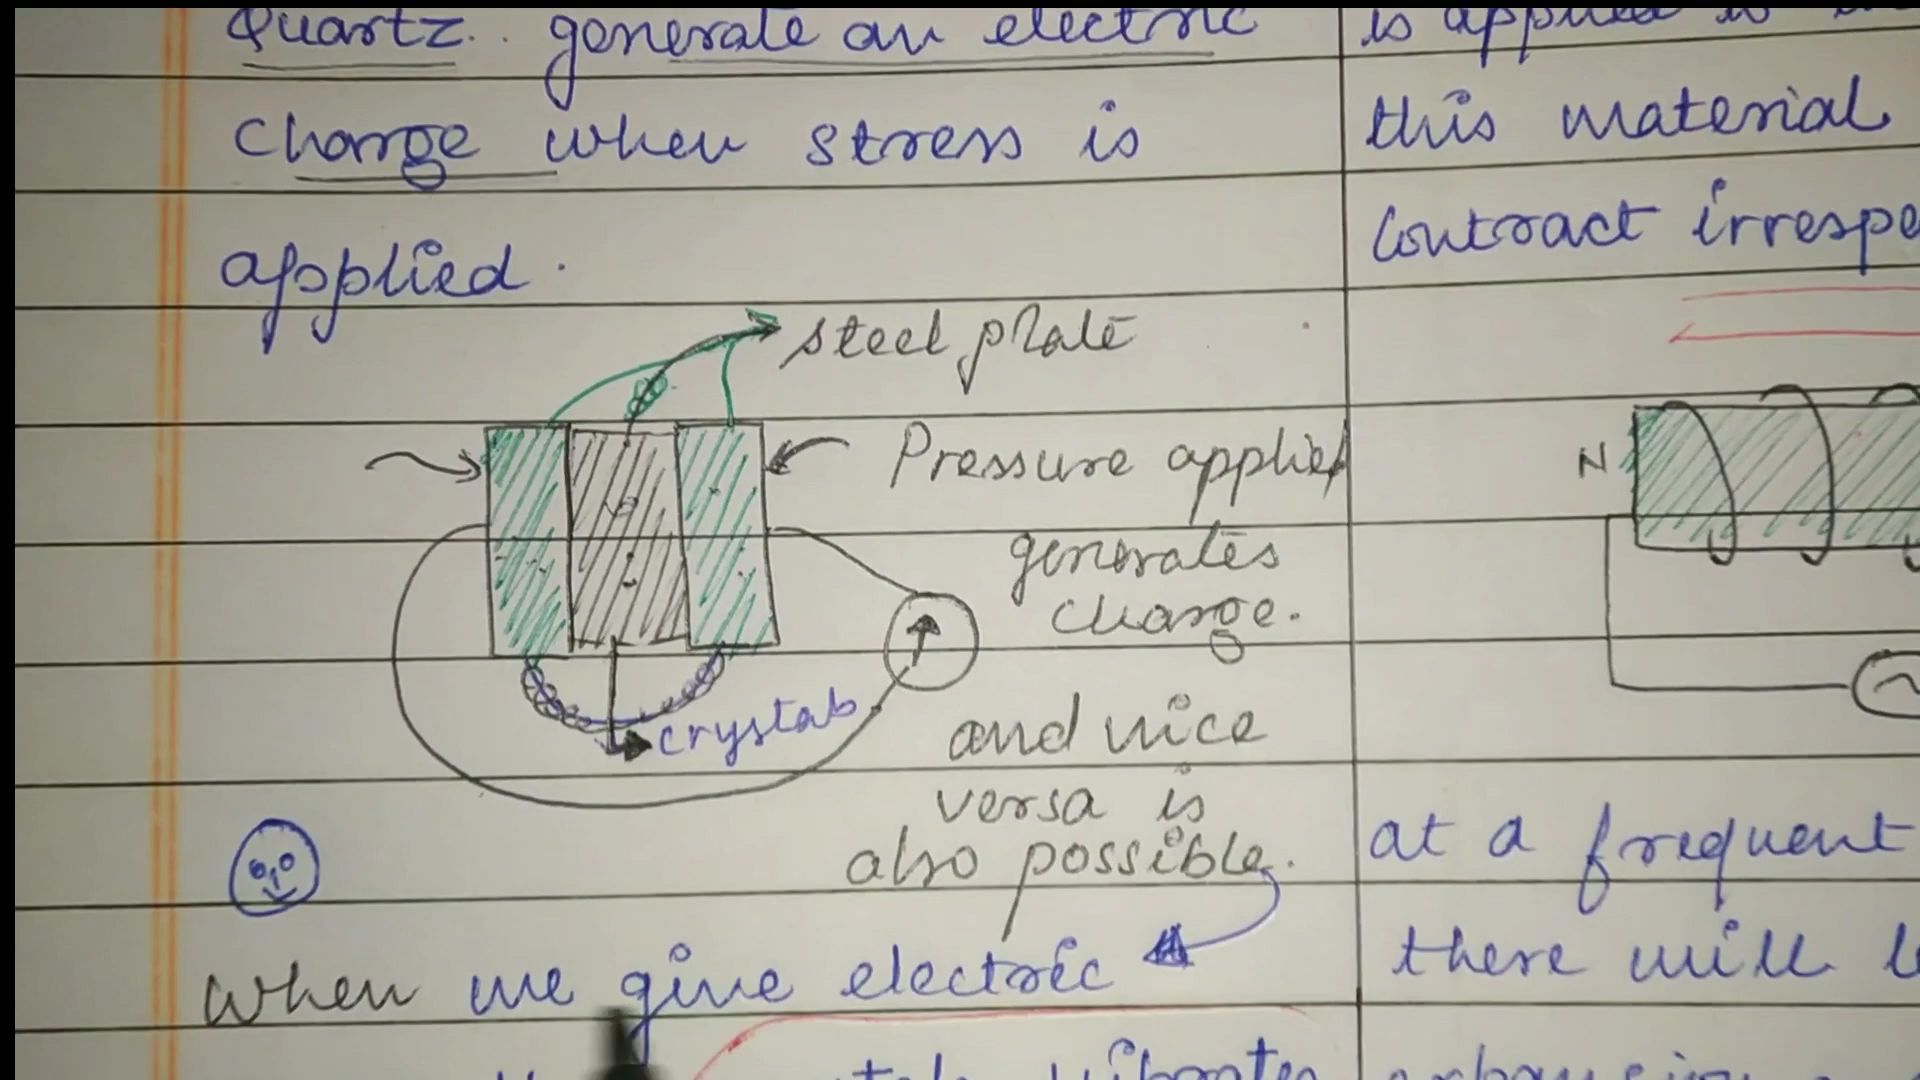 Quartz. generate an electric
charge when stress is
applied.
steel plate
Pressure applied
generates
charge.
crystals
and vice
versa is
also possible.
when we give electric
vibrates
is applied
this material
contract
N
at a frequent
there will